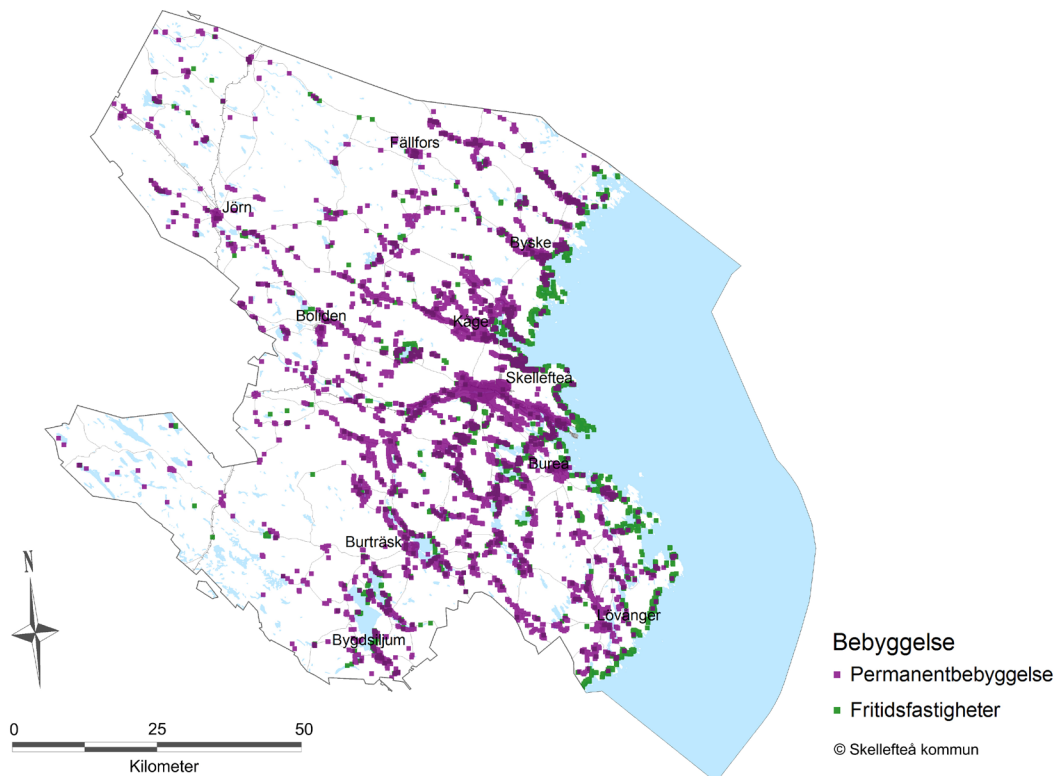 Fällfors
Jörn
Byske
Boliden
Kåge
Skellefteå
Bureå
Burträsk
Lövånger
Bygdsiljum
N
0 25 50
Kilometer
Bebyggelse
Permanentbebyggelse
Fritidsfastigheter
© Skellefteå kommun